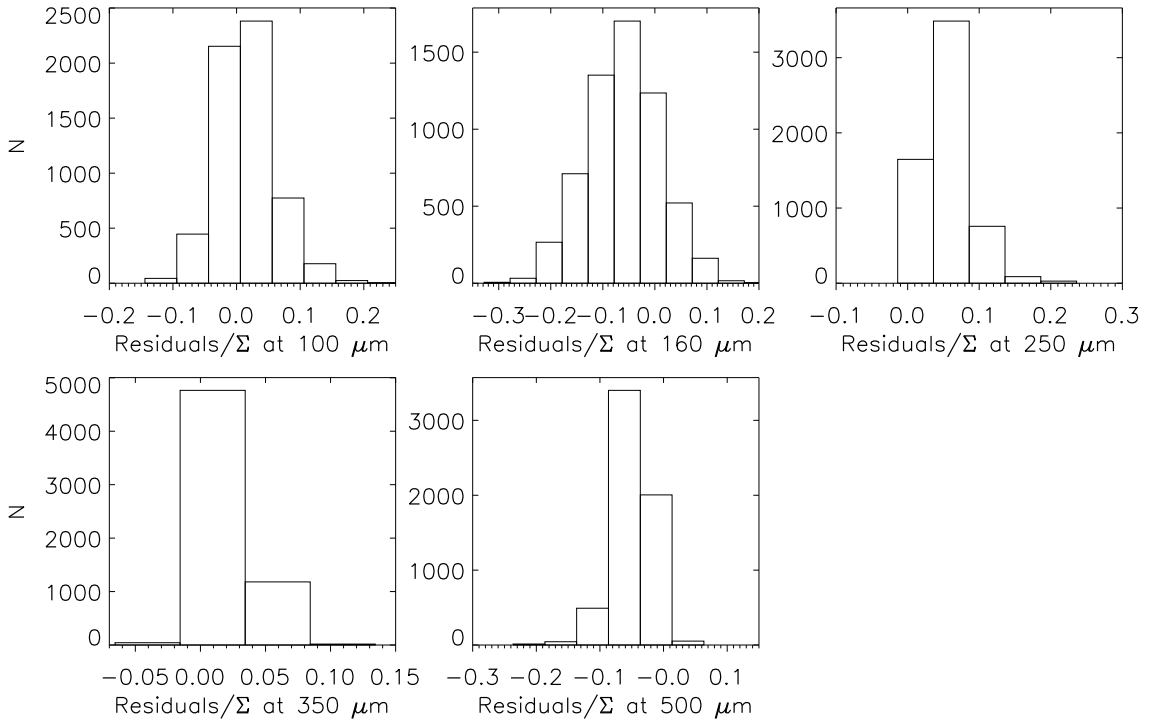 2500
2000
1500
1000
500
0
N
−0.2 −0.1 0.0 0.1 0.2
Residuals/Σ at 100 μm
1500
1000
500
0
−0.3−0.2−0.1 0.0 0.1 0.2
Residuals/Σ at 160 μm
3000
2000
1000
0
−0.1 0.0 0.1 0.2 0.3
Residuals/Σ at 250 μm
5000
4000
3000
2000
1000
0
N
−0.05 0.00 0.05 0.10 0.15
Residuals/Σ at 350 μm
3000
2000
1000
0
−0.3 −0.2 −0.1 −0.0 0.1
Residuals/Σ at 500 μm